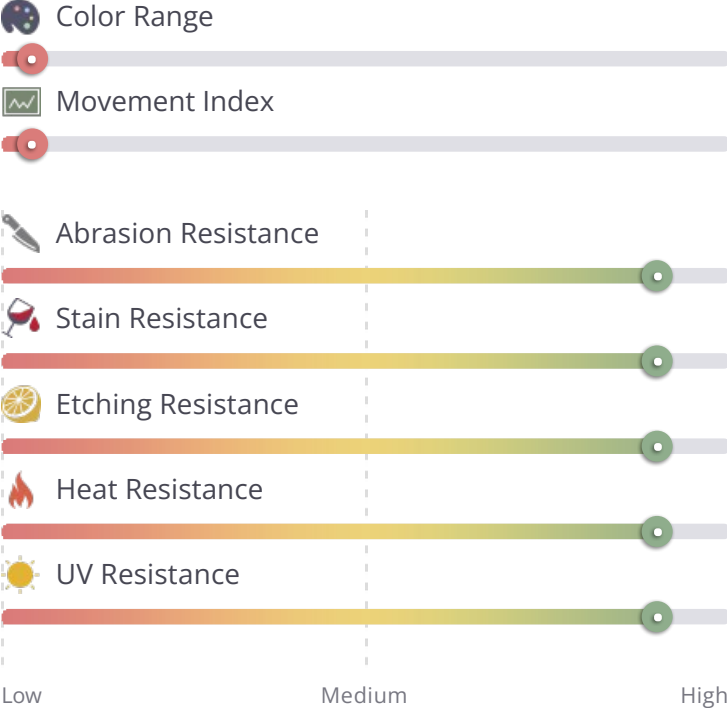 Color Range
Movement Index
Abrasion Resistance
Stain Resistance
Etching Resistance
Heat Resistance
UV Resistance
Low Medium High